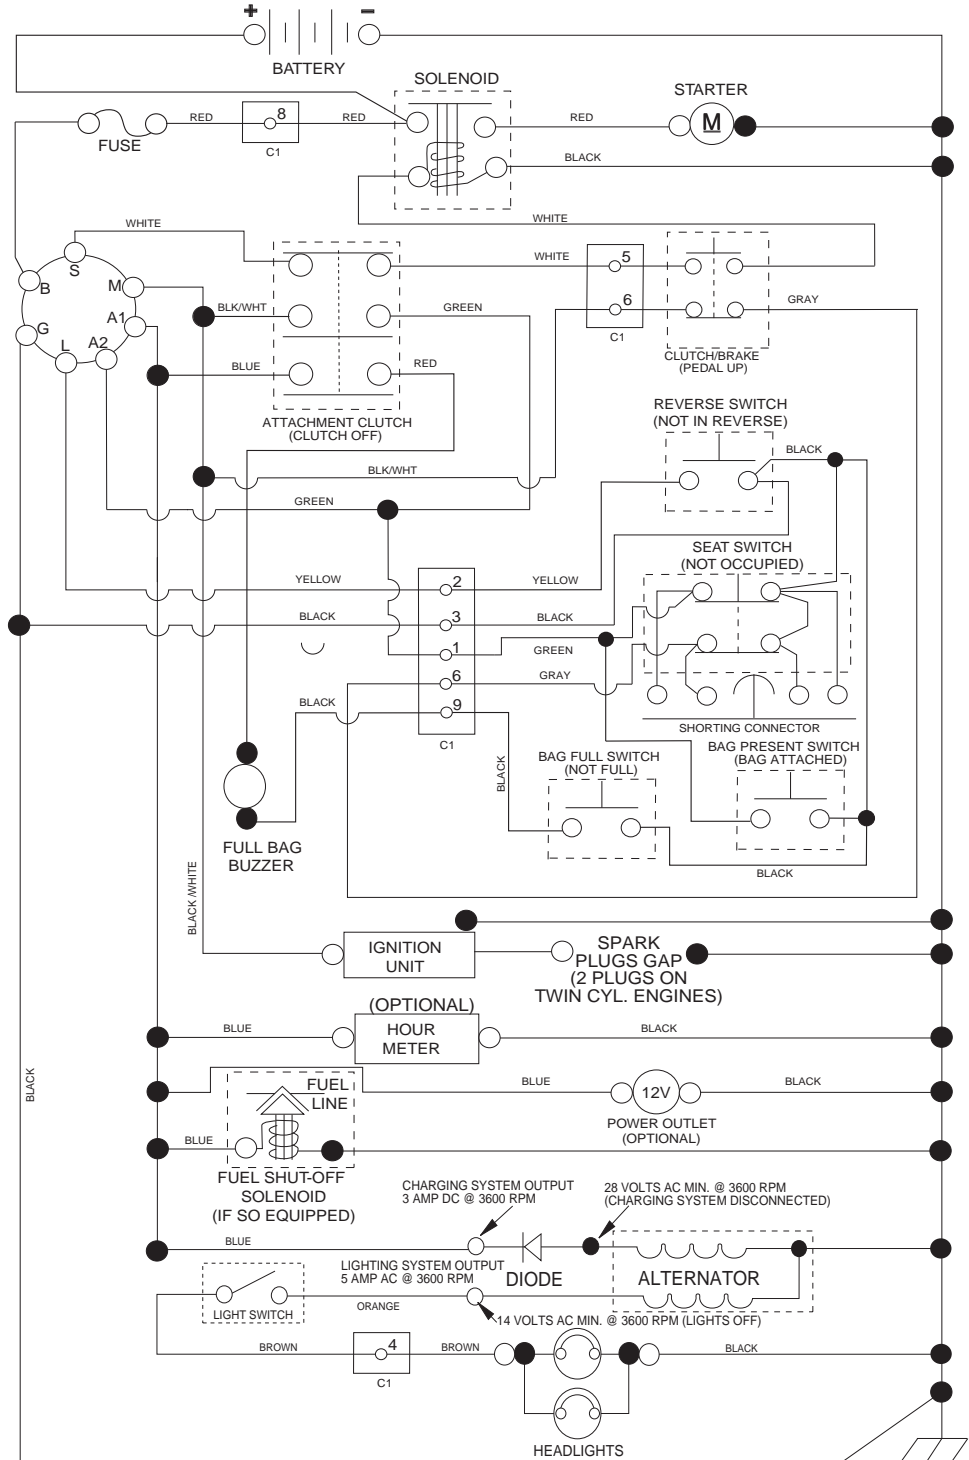 + −
BATTERY
SOLENOID
STARTER
FUSE
RED
8
RED
C1
RED
M
BLACK
WHITE
WHITE
WHITE
5
6
C1
GRAY
CLUTCH/BRAKE
(PEDAL UP)
S
B
M
A1
G
L
A2
BLK/WHT
GREEN
BLUE
RED
ATTACHMENT CLUTCH
(CLUTCH OFF)
REVERSE SWITCH
(NOT IN REVERSE)
BLACK
BLK/WHT
GREEN
SEAT SWITCH
(NOT OCCUPIED)
YELLOW
2
YELLOW
BLACK
3
BLACK
1
GREEN
6
GRAY
BLACK
9
C1
SHORTING CONNECTOR
BLACK
BAG FULL SWITCH
(NOT FULL)
BAG PRESENT SWITCH
(BAG ATTACHED)
FULL BAG
BUZZER
BLACK
BLACK /WHITE
IGNITION
UNIT
SPARK
PLUGS GAP
(2 PLUGS ON
TWIN CYL. ENGINES)
(OPTIONAL)
BLUE
HOUR
METER
BLACK
BLACK
FUEL
LINE
BLUE
12V
BLACK
POWER OUTLET
(OPTIONAL)
BLUE
FUEL SHUT-OFF
SOLENOID
(IF SO EQUIPPED)
CHARGING SYSTEM OUTPUT
3 AMP DC @ 3600 RPM
28 VOLTS AC MIN. @ 3600 RPM
(CHARGING SYSTEM DISCONNECTED)
BLUE
LIGHTING SYSTEM OUTPUT
5 AMP AC @ 3600 RPM
DIODE
ALTERNATOR
LIGHT SWITCH
ORANGE
14 VOLTS AC MIN. @ 3600 RPM (LIGHTS OFF)
BROWN
4
BROWN
C1
BLACK
HEADLIGHTS